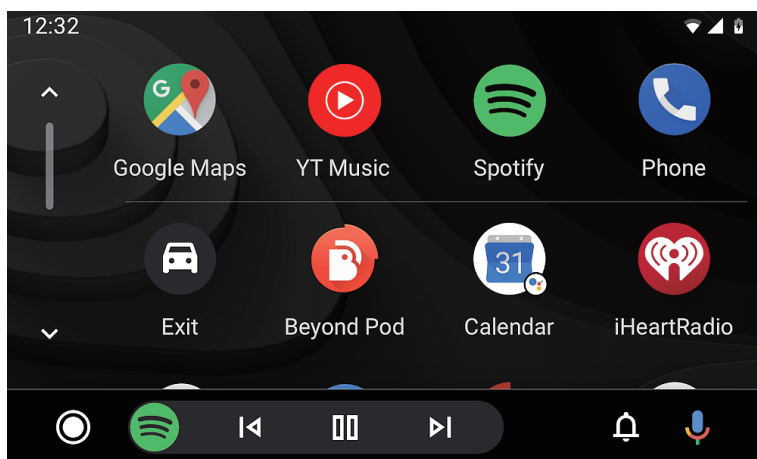 12:32
G
Google Maps YT Music Spotify Phone
31
Exit Beyond Pod Calendar iHeartRadio